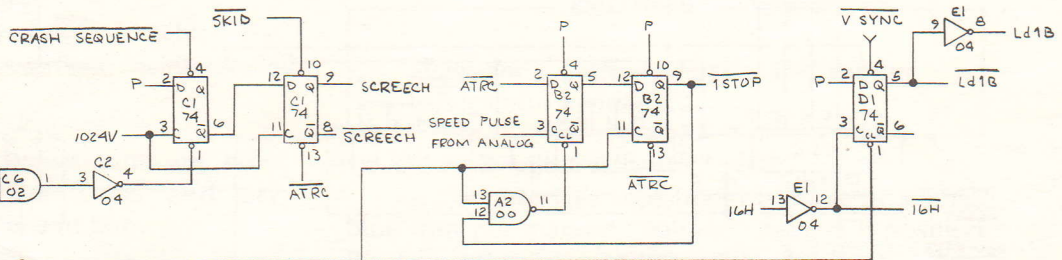 CRASH SEQUENCE
P
2 D Q
4
C1
74
1024V
3 C Q
6
1
C6
02
1
C2
3 4
04
SKID
10
12 D Q 9
SCREECH
C1
74
11 C Q 8
SCREECH
13
ATRC
P
4
ATRC
2 D Q 5
B2
74
SPEED PULSE
FROM ANALOG
3 C Q
CL
1
P
10
12 D Q 9
1STOP
B2
74
11 C Q
13
ATRC
13
12
A2
00
11
V SYNC
4
P
2 D Q 5
D1
74
3 C Q 6
CL
1
E1
9 8
04
Ld1B
Ld1B
16H
13
E1
12
04
16H